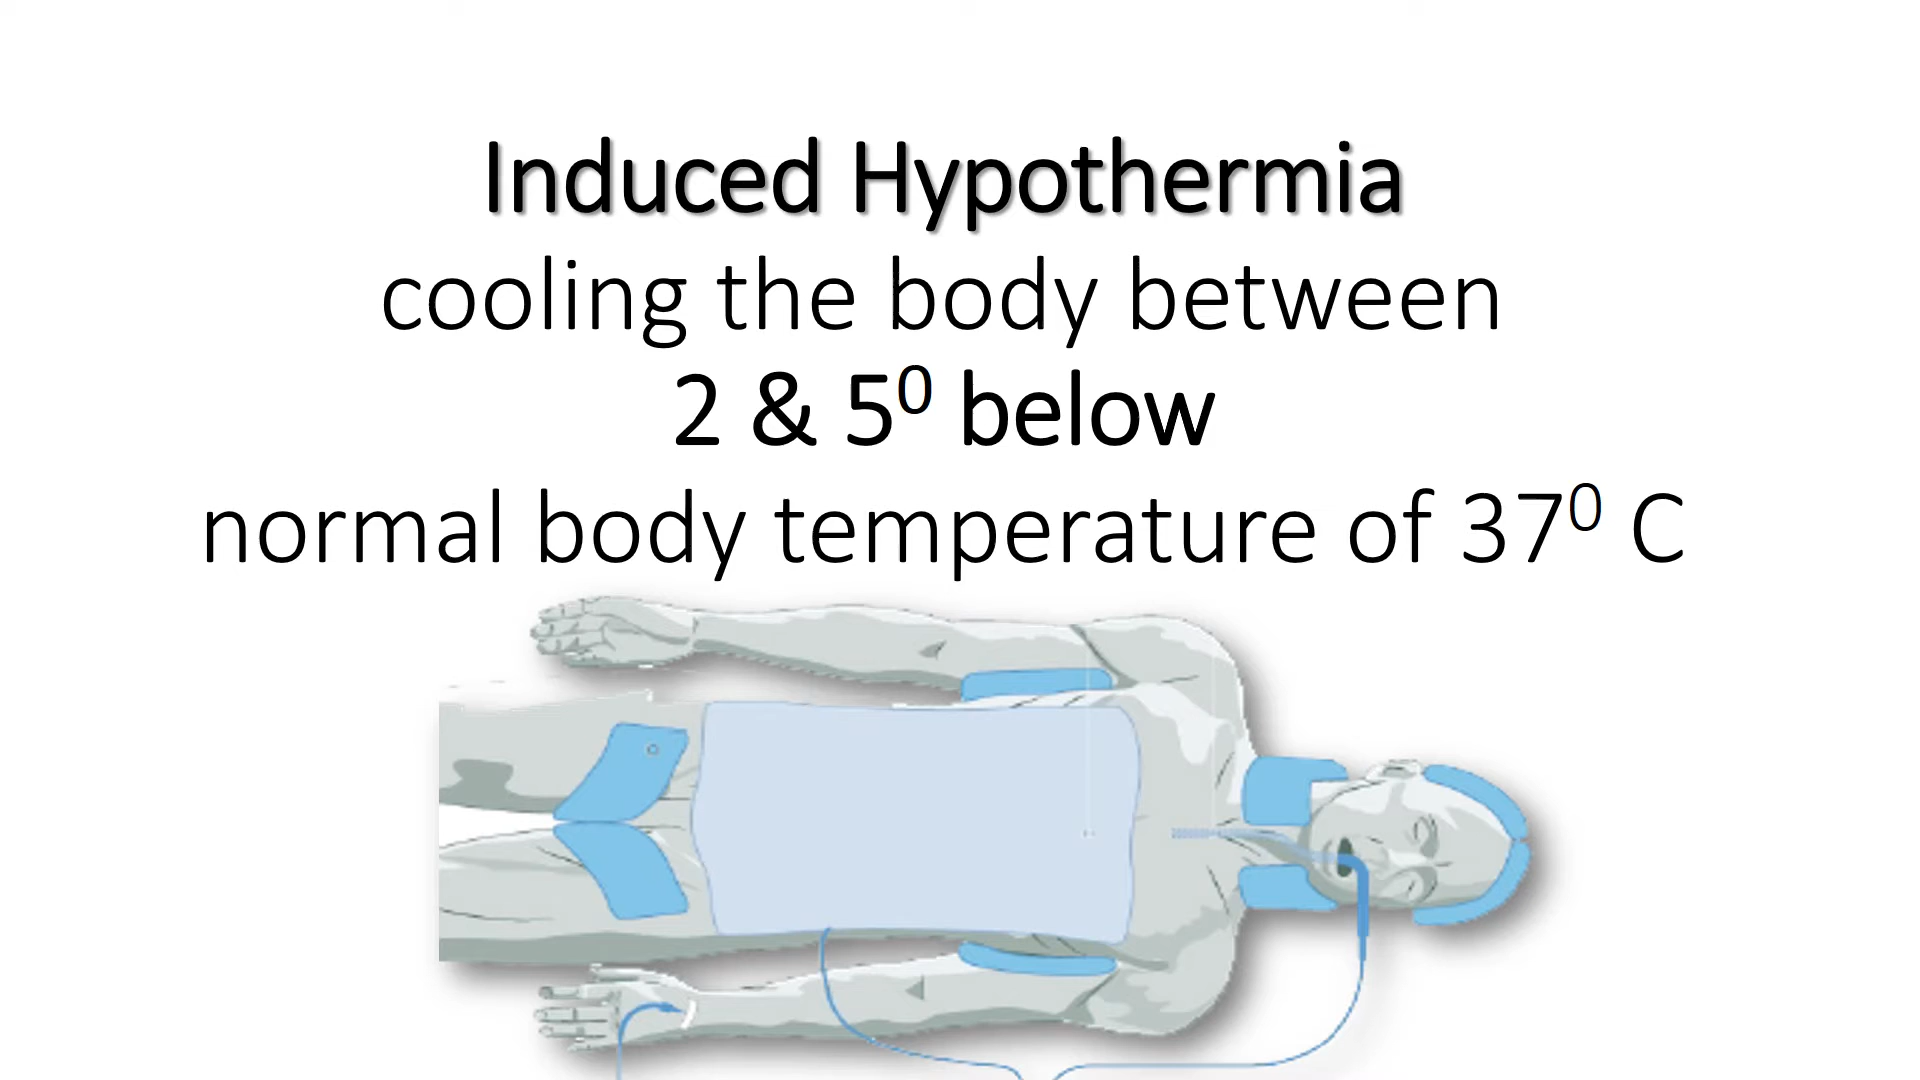 Induced Hypothermia
cooling the body between
2 & 5⁰ below
normal body temperature of 37⁰ C